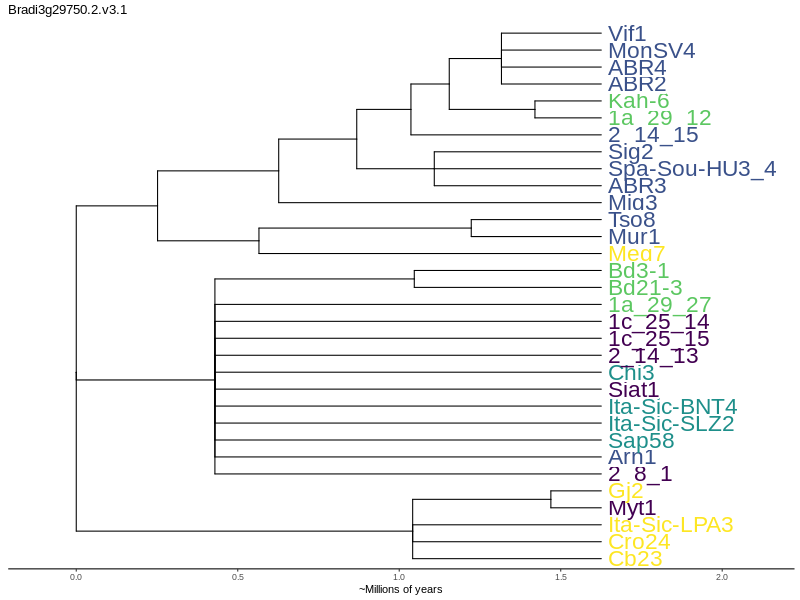 Bradi3g29750.2.v3.1
Vif1
MonSV4
ABR4
ABR2
Kah-6
1a_29_12
2_14_15
Sig2
Spa-Sou-HU3_4
ABR3
Mig3
Tso8
Mur1
Meg7
Bd3-1
Bd21-3
1a_29_27
1c_25_14
1c_25_15
2_14_13
Chi3
Siat1
Ita-Sic-BNT4
Ita-Sic-SLZ2
Sap58
Arn1
2_8_1
Gj2
Myt1
Ita-Sic-LPA3
Cro24
Cb23
0.0 0.5 1.0 1.5 2.0
~Millions of years